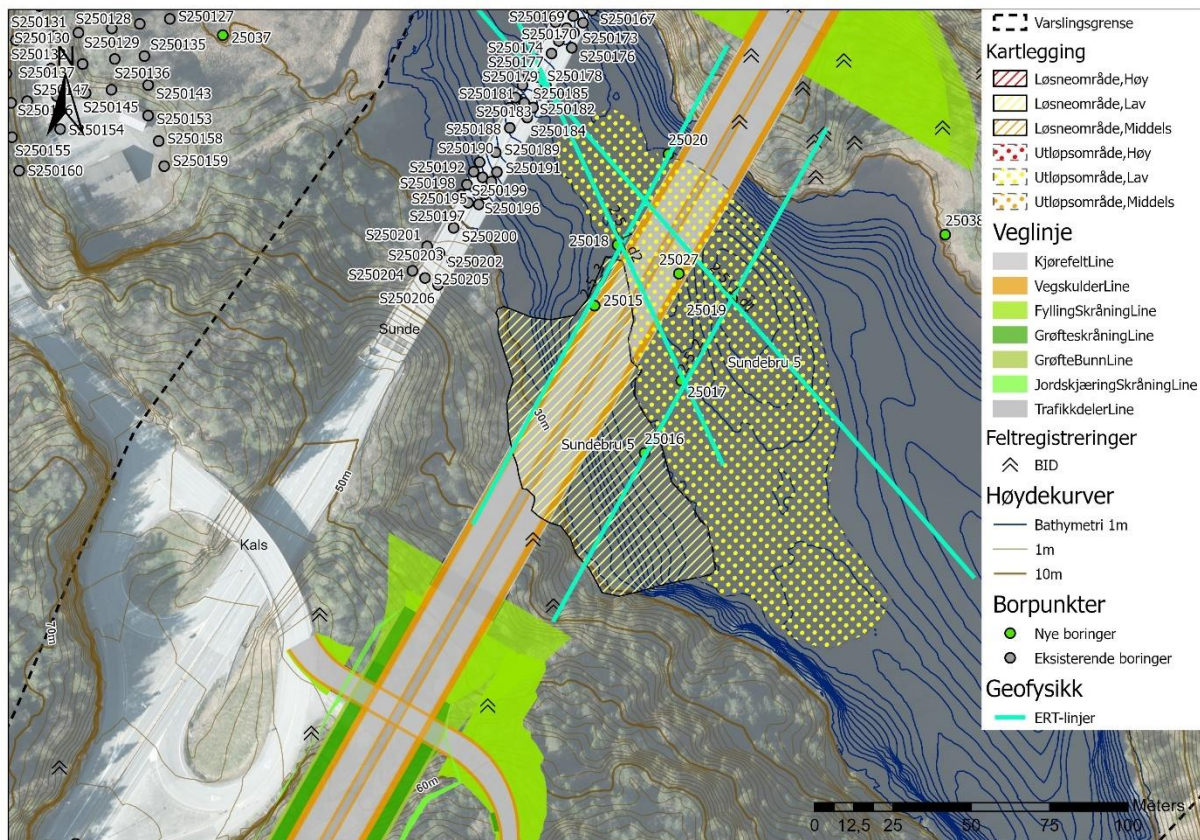 S250131
S250130
S250128
S250127
S250129
S250135
25037
S250137
S250136
S250147
S250145
S250143
S250153
S250154
S250158
S250155
S250159
S250160
N
S250169
S250167
S250170
S250173
S250174
S250176
S250177
S250178
S250179
S250181
S250185
S250182
S250183
S250184
S250188
S250190
S250189
S250192
S250191
S250198
S250199
S250195
S250196
S250197
S250200
S250201
S250202
S250203
S250204
S250205
S250206
25020
25038
25018
25027
25015
25019
Sundebru 5
25017
Sundebru 5
25016
Sunde
30m
50m
Kals
70m
60m
Varslingsgrense
Kartlegging
Løsneområde,Høy
Løsneområde,Lav
Løsneområde,Middels
Utløpsområde,Høy
Utløpsområde,Lav
Utløpsområde,Middels
Veglinje
KjørefeltLine
VegskulderLine
FyllingSkråningLine
GrøfteskråningLine
GrøfteBunnLine
JordskjæringSkråningLine
TrafikkdelerLine
Feltregistreringer
BID
Høydekurver
Bathymetri 1m
1m
10m
Borpunkter
Nye boringer
Eksisterende boringer
Geofysikk
ERT-linjer
Meters
0 12,5 25 50 75 100